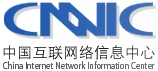 CNNIC
中国互联网络信息中心
China Internet Network Information Center